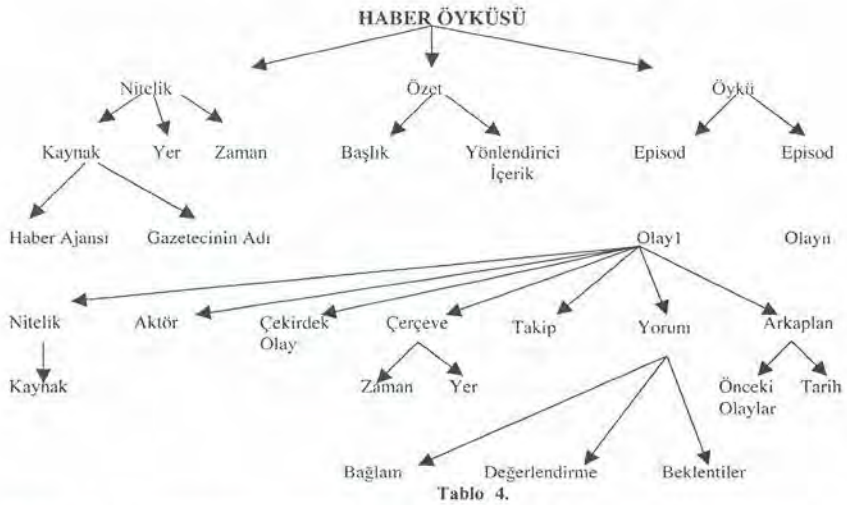 HABER ÖYKÜSÜ
Nitelik Özet Öykü
Kaynak Yer Zaman Başlık Yönlendirici Episod Episod
İçerik
Haber Ajansı Gazetecinin Adı Olay1 Olayn
Nitelik Aktör Çekirdek Çerçeve Takip Yorum Arkaplan
Olay
Kaynak Zaman Yer Önceki Tarih
Olaylar
Bağlam Değerlendirme Beklentiler
Tablo 4.